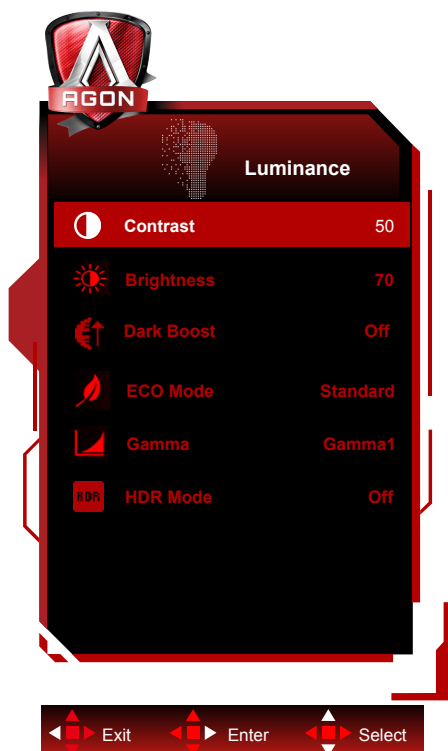 AGON
Luminance
Contrast 50
Brightness 70
Dark Boost Off
ECO Mode Standard
Gamma Gamma1
HDR HDR Mode Off
Exit Enter Select